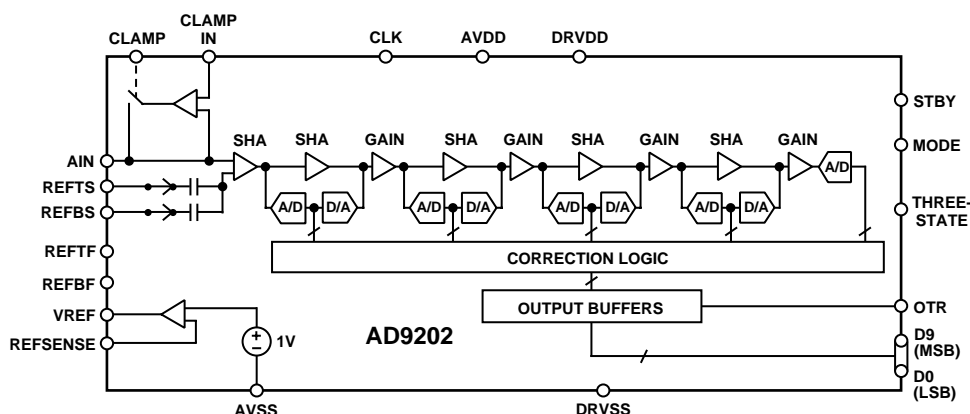 CLAMP
CLAMP
IN
CLK
AVDD
DRVDD
STBY
SHA
SHA
GAIN
SHA
GAIN
SHA
GAIN
SHA
GAIN
MODE
AIN
A/D
REFTS
A/D
D/A
A/D
D/A
A/D
D/A
A/D
D/A
REFBS
THREE-
STATE
REFTF
CORRECTION LOGIC
REFBF
OUTPUT BUFFERS
OTR
VREF
REFSENSE
+
–
1V
AD9202
D9
(MSB)
D0
(LSB)
AVSS
DRVSS